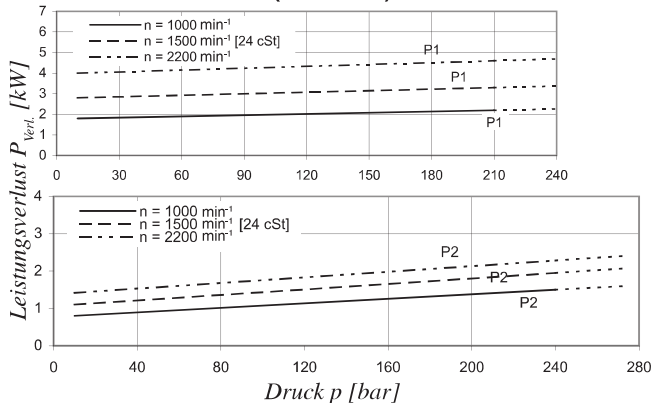 7
n = 1000 min⁻¹
n = 1500 min⁻¹ [24 cSt]
n = 2200 min⁻¹
P1
P1
P1
6
5
4
3
2
1
0
0 30 60 90 120 150 180 210 240
Leistungsverlust P Verl. [kW]
4
n = 1000 min⁻¹
n = 1500 min⁻¹ [24 cSt]
n = 2200 min⁻¹
P2
P2
P2
3
2
1
0
0 40 80 120 160 200 240 280
Druck p [bar]